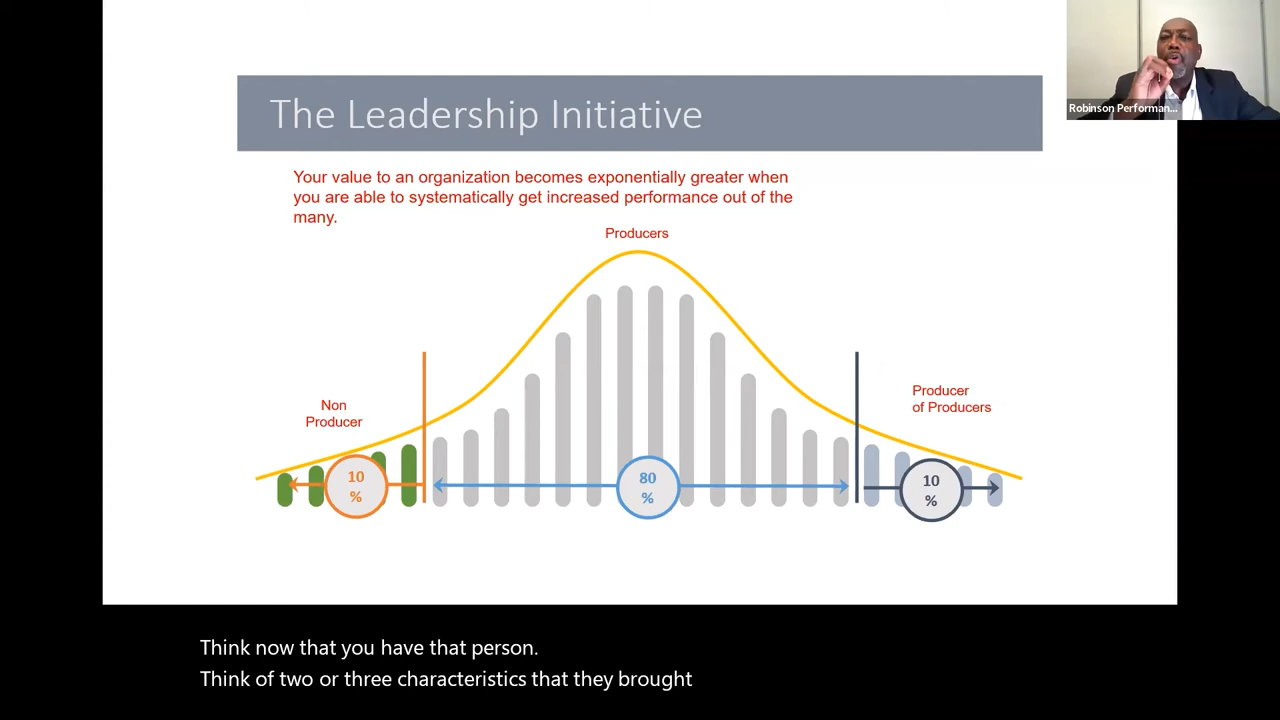 The Leadership Initiative
Robinson Performan...
Your value to an organization becomes exponentially greater when
you are able to systematically get increased performance out of the
many.
Producers
Non
Producer
Producer
of Producers
10
%
80
%
10
%
Think now that you have that person.
Think of two or three characteristics that they brought